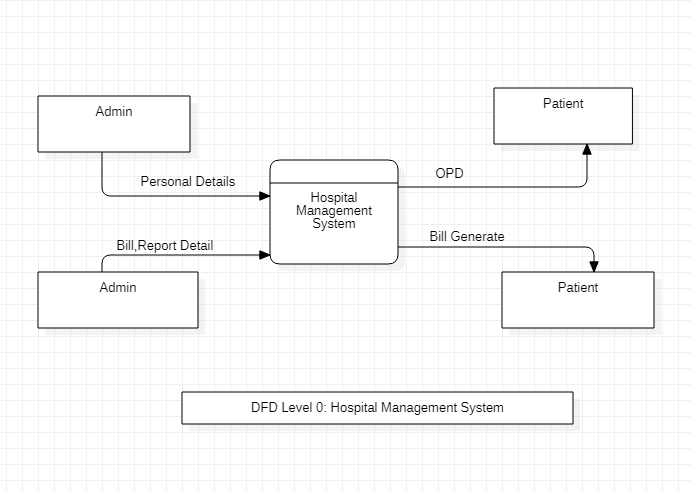 Admin
Patient
Personal Details
OPD
Hospital
Management
System
Bill,Report Detail
Bill Generate
Admin
Patient
DFD Level 0: Hospital Management System